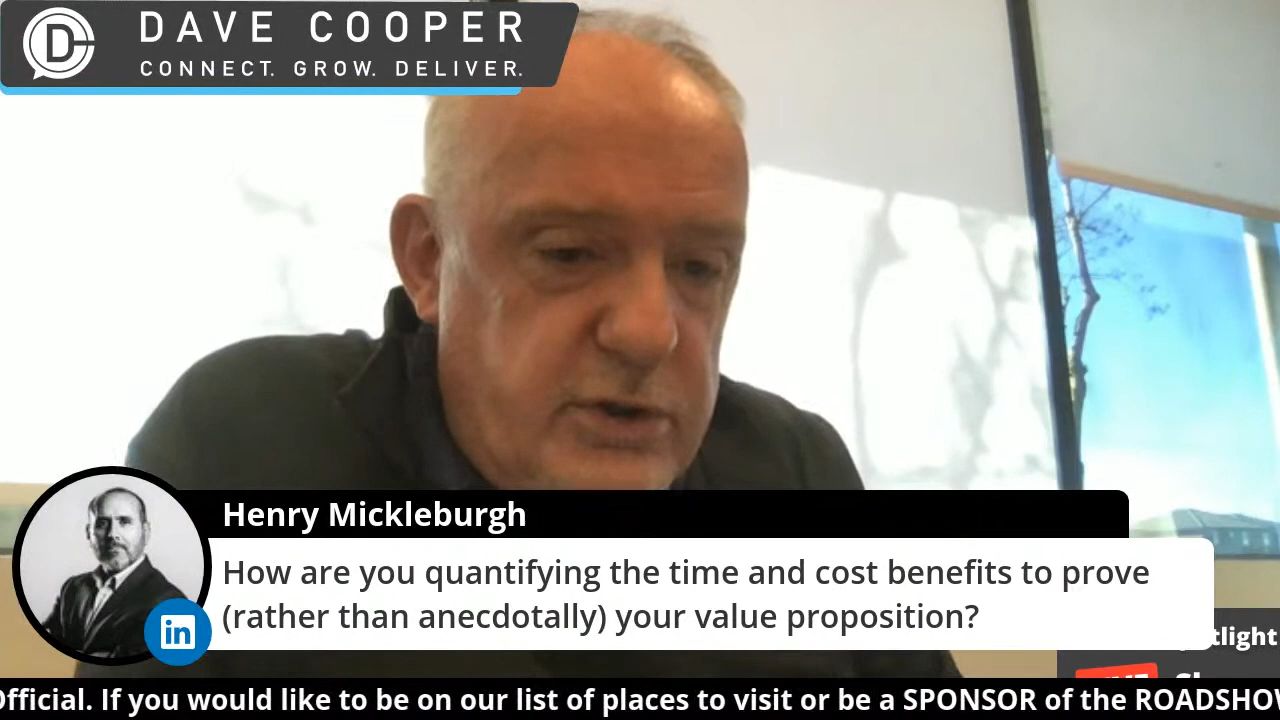 DAVE COOPER
CONNECT. GROW. DELIVER.
Henry Mickleburgh
How are you quantifying the time and cost benefits to prove
(rather than anecdotally) your value proposition?
in
Official. If you would like to be on our list of places to visit or be a SPONSOR of the ROADSHOW